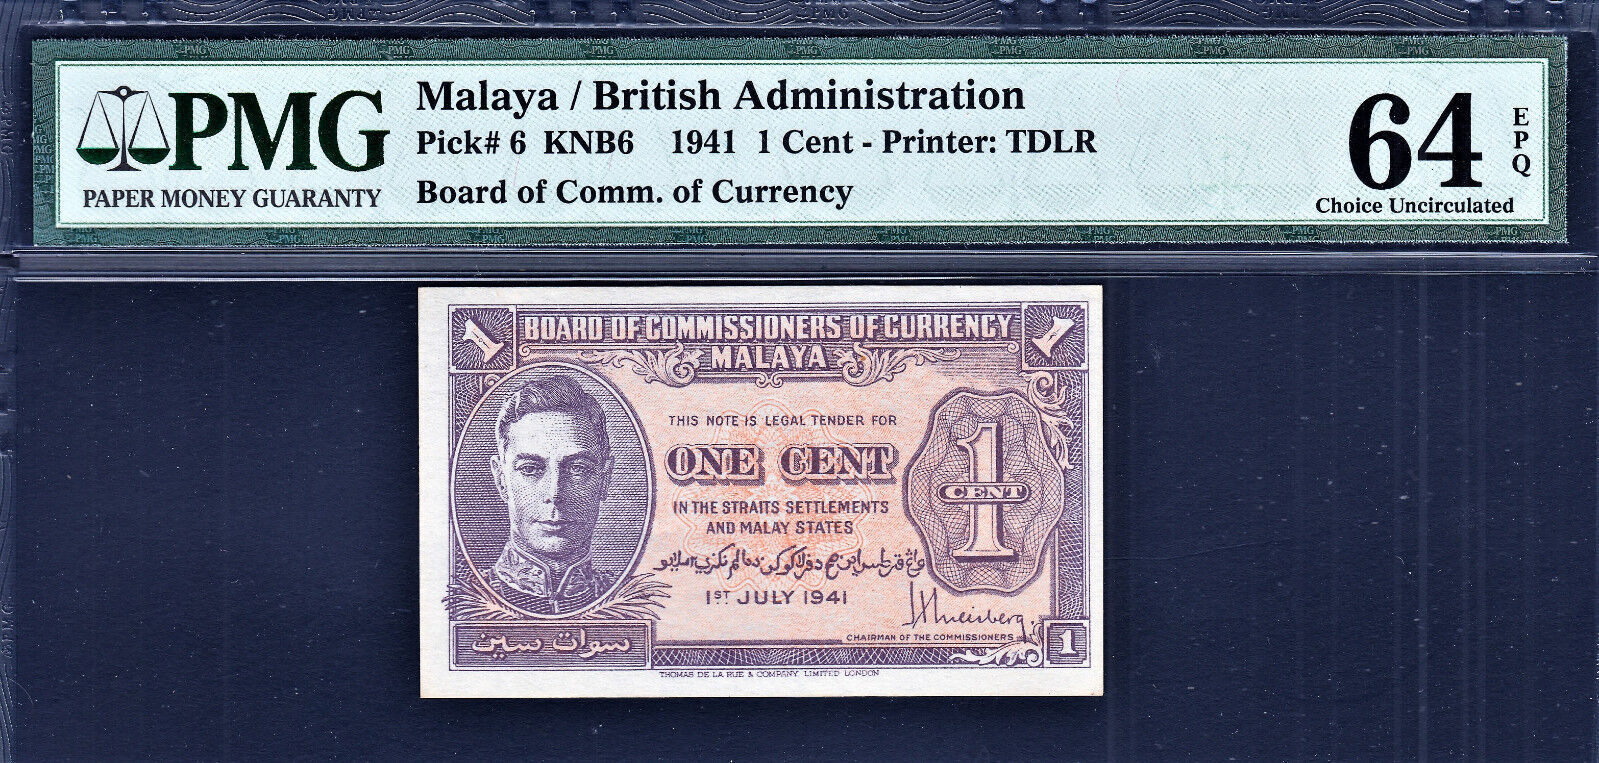 PMG
PAPER MONEY GUARANTY
Malaya / British Administration
Pick# 6 KNB6 1941 1 Cent - Printer: TDLR
Board of Comm. of Currency
64
EPQ
Choice Uncirculated
1
BOARD OF COMMISSIONERS OF CURRENCY
1
MALAYA
THIS NOTE IS LEGAL TENDER FOR
ONE CENT
1
CENT
IN THE STRAITS SETTLEMENTS
AND MALAY STATES
1ST JULY 1941
CHAIRMAN OF THE COMMISSIONERS
سوات سين
1
THOMAS DE LA RUE & COMPANY LIMITED LONDON